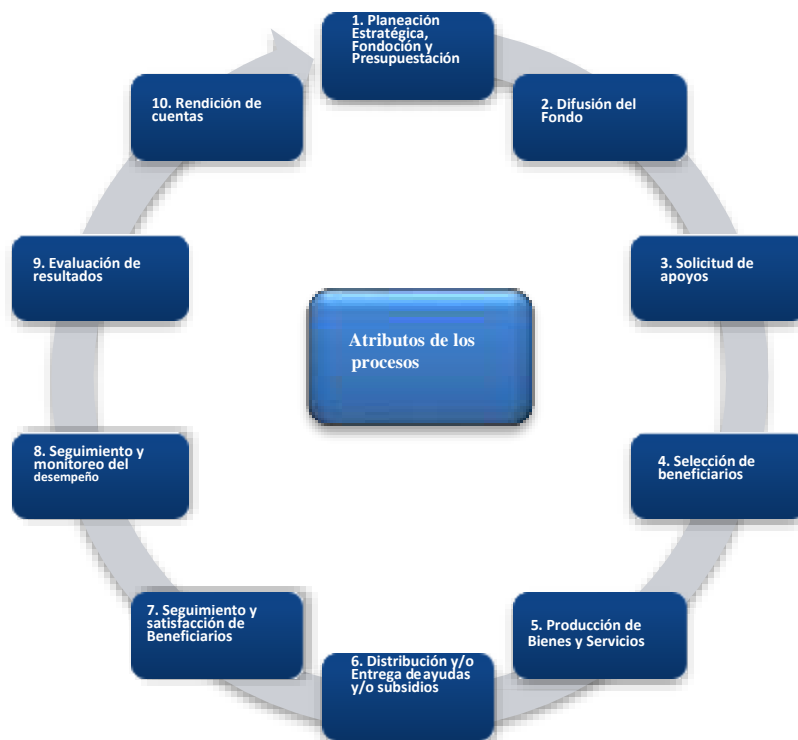 1. Planeación
Estratégica,
Fondoción y
Presupuestación
2. Difusión del
Fondo
3. Solicitud de
apoyos
4. Selección de
beneficiarios
5. Producción de
Bienes y Servicios
6. Distribución y/o
Entrega de ayudas
y/o subsidios
7. Seguimiento y
satisfacción de
Beneficiarios
8. Seguimiento y
monitoreo del
desempeño
9. Evaluación de
resultados
10. Rendición de
cuentas
Atributos de los
procesos